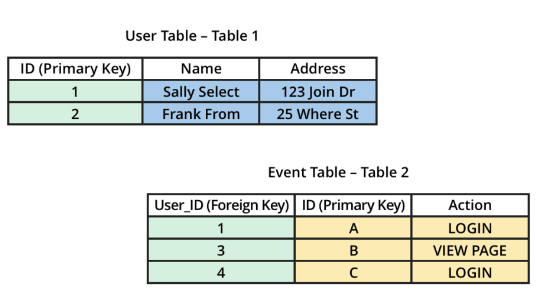 User Table – Table 1
ID (Primary Key) Name Address
1 Sally Select 123 Join Dr
2 Frank From 25 Where St
Event Table – Table 2
User_ID (Foreign Key) ID (Primary Key) Action
1 A LOGIN
3 B VIEW PAGE
4 C LOGIN